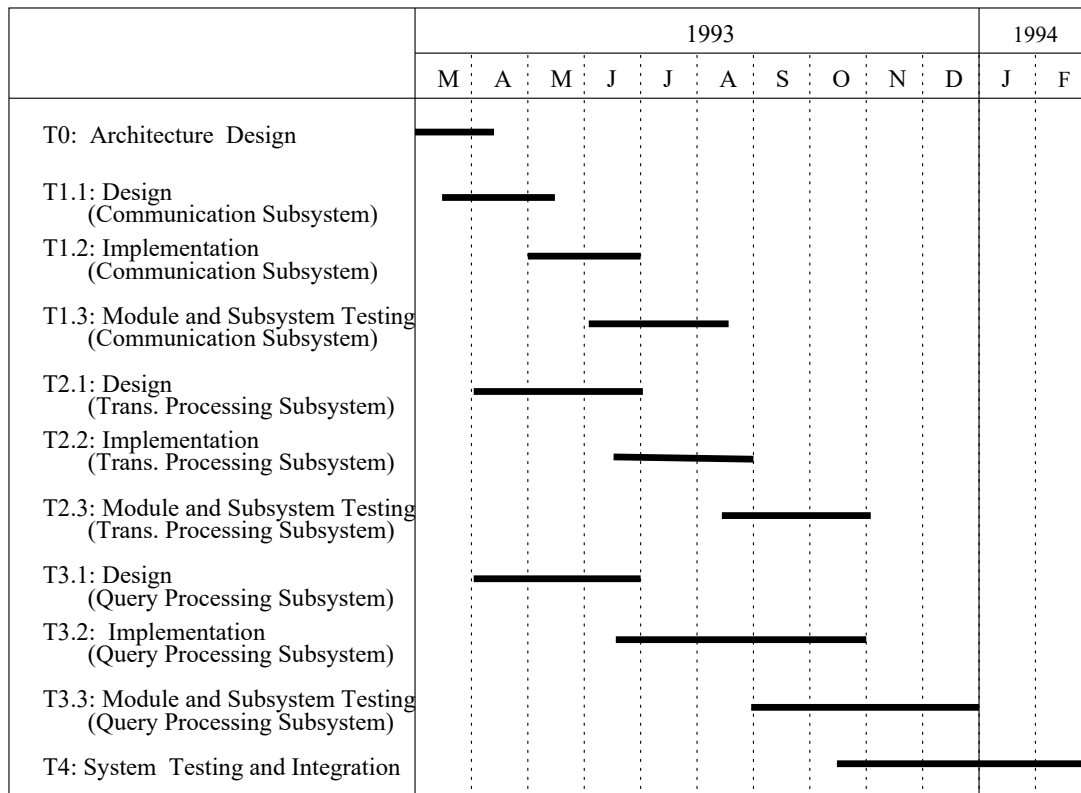 1993 1994
M A M J J A S O N D J F
T0: Architecture Design
T1.1: Design
(Communication Subsystem)
T1.2: Implementation
(Communication Subsystem)
T1.3: Module and Subsystem Testing
(Communication Subsystem)
T2.1: Design
(Trans. Processing Subsystem)
T2.2: Implementation
(Trans. Processing Subsystem)
T2.3: Module and Subsystem Testing
(Trans. Processing Subsystem)
T3.1: Design
(Query Processing Subsystem)
T3.2: Implementation
(Query Processing Subsystem)
T3.3: Module and Subsystem Testing
(Query Processing Subsystem)
T4: System Testing and Integration